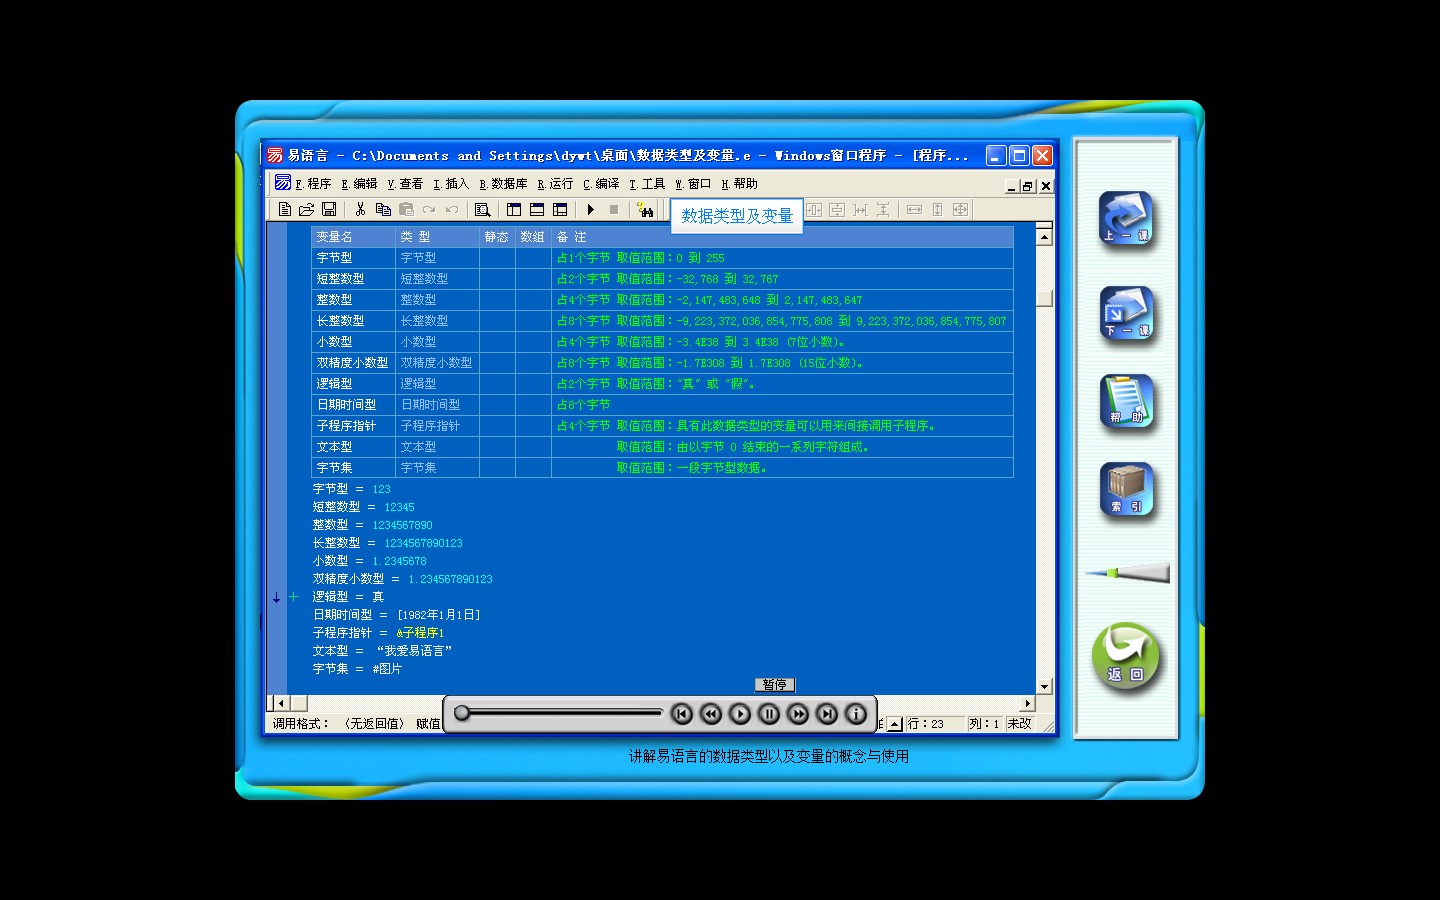 易语言 - C:\Documents and Settings\dywt\桌面\数据类型及变量.e - Windows窗口程序 - [程序...
F.程序 E.编辑 V.查看 I.插入 B.数据库 R.运行 C.编译 T.工具 W.窗口 H.帮助
数据类型及变量
变量名 类 型 静态 数组 备 注
字节型 字节型 占1个字节 取值范围：0 到 255
短整数型 短整数型 占2个字节 取值范围：-32,768 到 32,767
整数型 整数型 占4个字节 取值范围：-2,147,483,648 到 2,147,483,647
长整数型 长整数型 占8个字节 取值范围：-9,223,372,036,854,775,808 到 9,223,372,036,854,775,807
小数型 小数型 占4个字节 取值范围：-3.4E38 到 3.4E38 (7位小数)。
双精度小数型 双精度小数型 占8个字节 取值范围：-1.7E308 到 1.7E308 (15位小数)。
逻辑型 逻辑型 占2个字节 取值范围："真" 或 "假"。
日期时间型 日期时间型 占8个字节
子程序指针 子程序指针 占4个字节 取值范围：具有此数据类型的变量可以用来间接调用子程序。
文本型 文本型 取值范围：由以字节 0 结束的一系列字符组成。
字节集 字节集 取值范围：一段字节型数据。
字节型 = 123
短整数型 = 12345
整数型 = 1234567890
长整数型 = 1234567890123
小数型 = 1.2345678
双精度小数型 = 1.234567890123
逻辑型 = 真
日期时间型 = [1982年1月1日]
子程序指针 = &子程序1
文本型 = “我爱易语言”
字节集 = #图片
暂停
调用格式： 〈无返回值〉 赋值
行：23 列：1 未改
讲解易语言的数据类型以及变量的概念与使用
上一课
下一课
帮 助
索 引
返 回